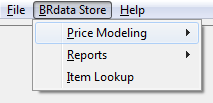 File BRdata Store Help
Price Modeling
Reports
Item Lookup